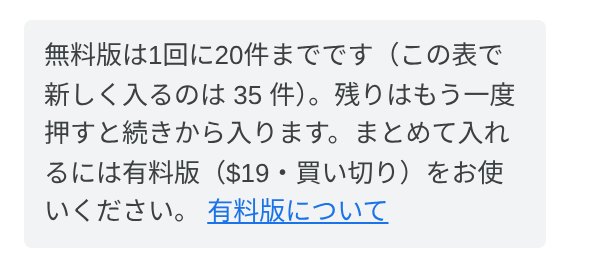 無料版は1回に20件までです（この表で
新しく入るのは 35 件）。残りはもう一度
押すと続きから入ります。まとめて入れ
るには有料版（$19・買い切り）をお使
いください。 有料版について